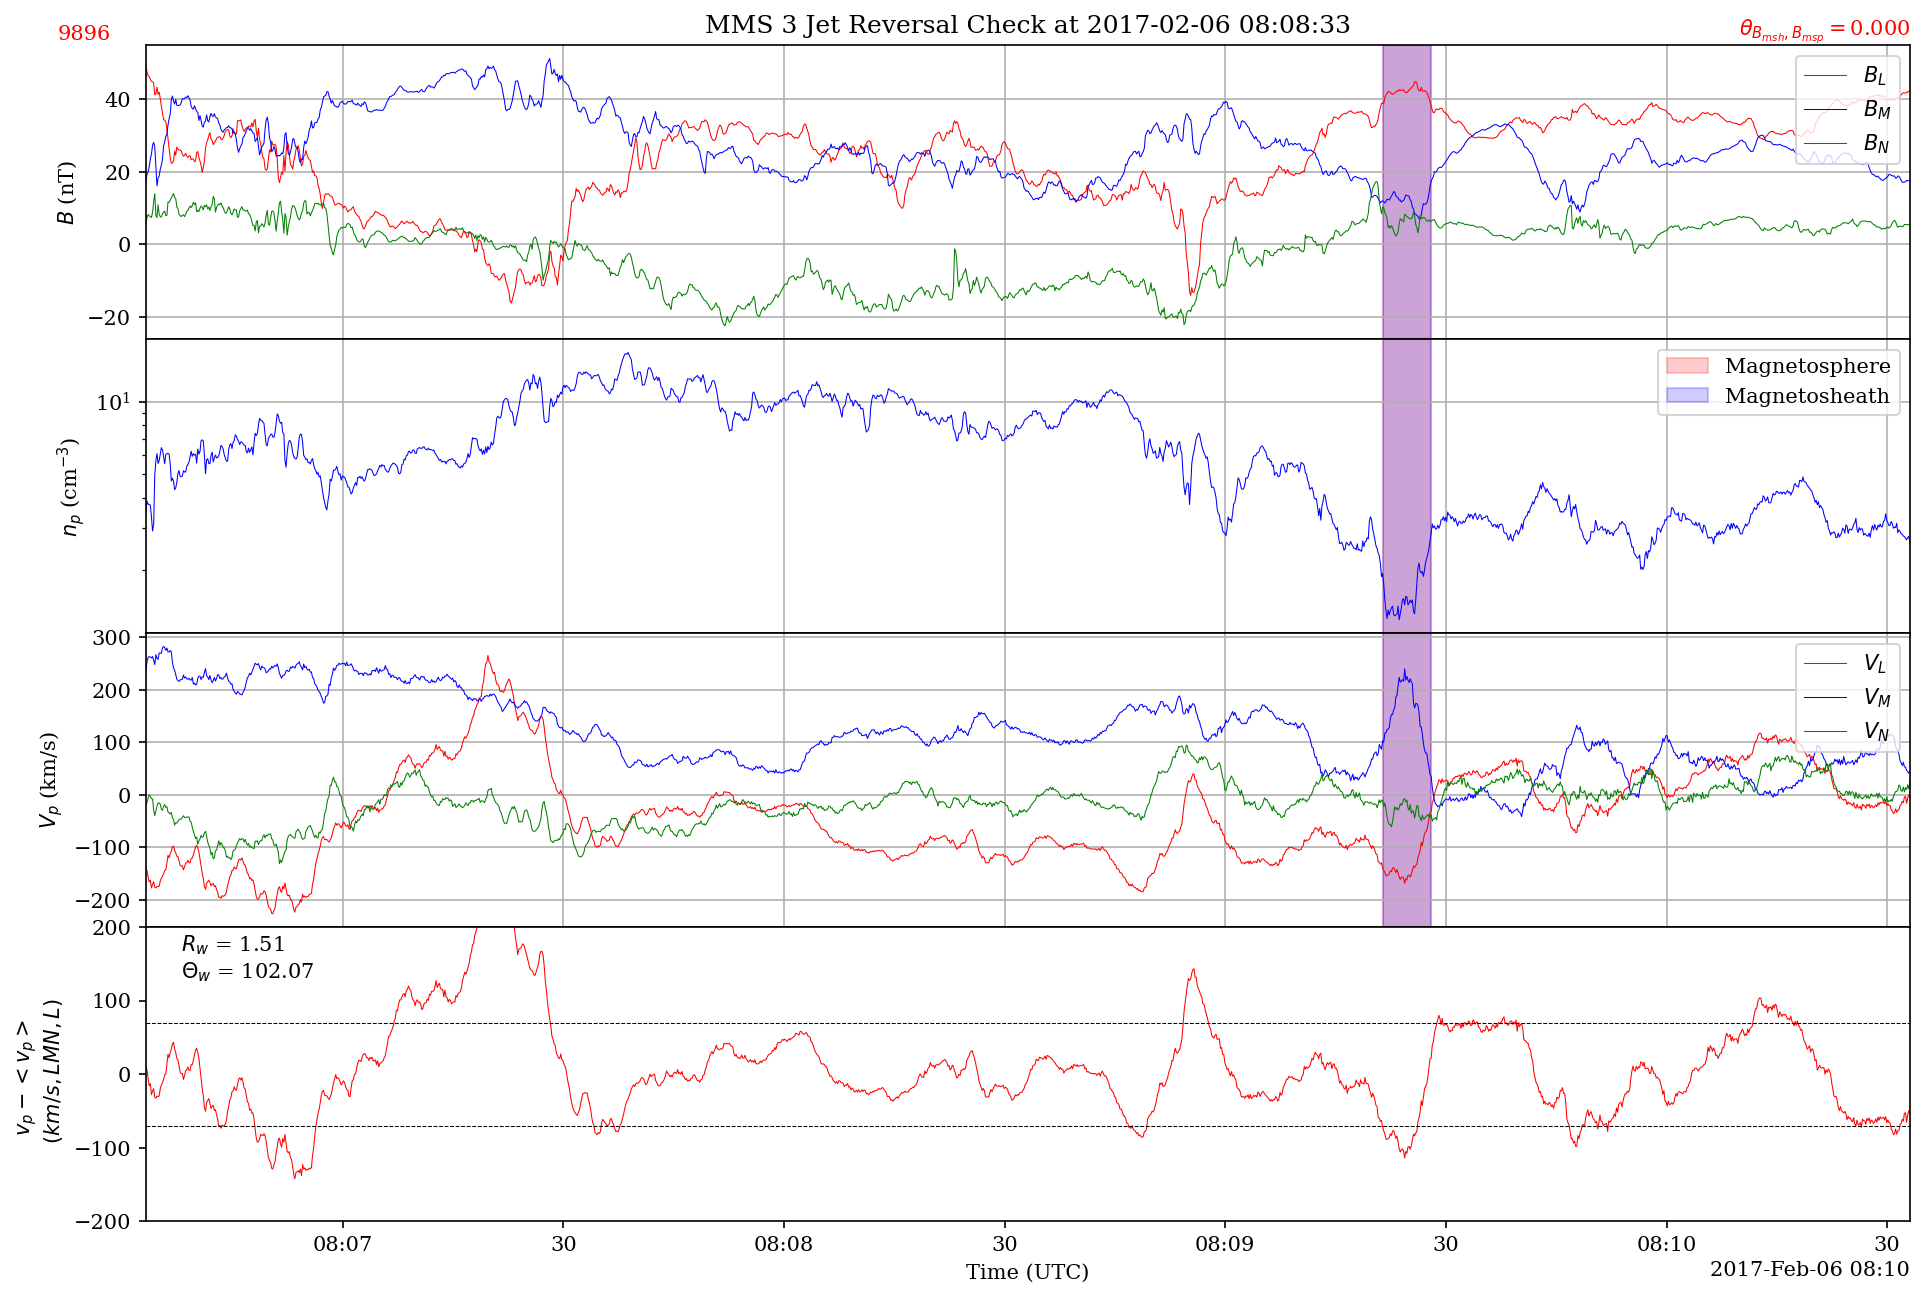 MMS 3 Jet Reversal Check at 2017-02-06 08:08:33
9896
θ_{B_{msh}, B_{msp}} = 0.000
40
20
0
−20
B (nT)
B_L
B_M
B_N
10^1
n_p (cm^{−3})
Magnetosphere
Magnetosheath
300
200
100
0
−100
−200
V_p (km/s)
V_L
V_M
V_N
200
100
0
−100
−200
v_p − < v_p >
(km/s, LMN, L)
R_w = 1.51
Θ_w = 102.07
08:07
30
08:08
30
08:09
30
08:10
30
Time (UTC)
2017-Feb-06 08:10